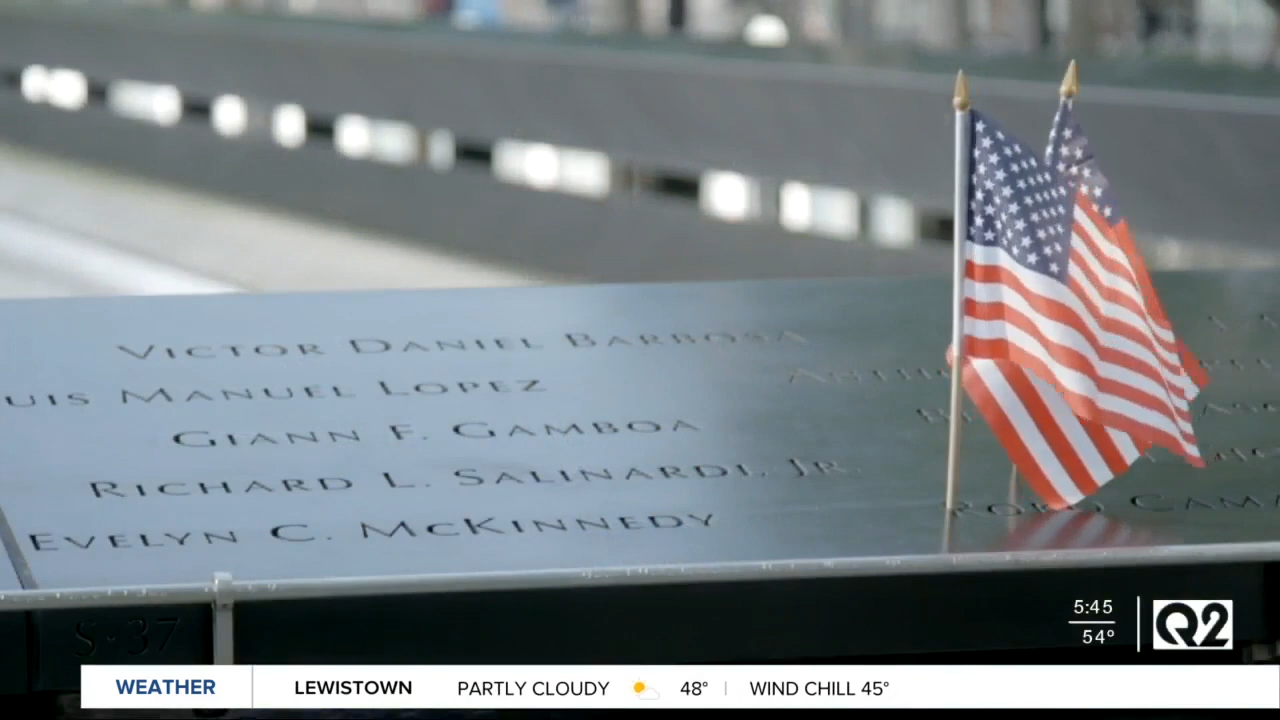 VICTOR DANIEL BARBOSA
UIS MANUEL LOPEZ
GIANN F. GAMBOA
RICHARD L. SALINARDI, JR.
EVELYN C. MCKINNEDY
S-37
5:45
54°
Q2
WEATHER LEWISTOWN PARTLY CLOUDY 48° WIND CHILL 45°